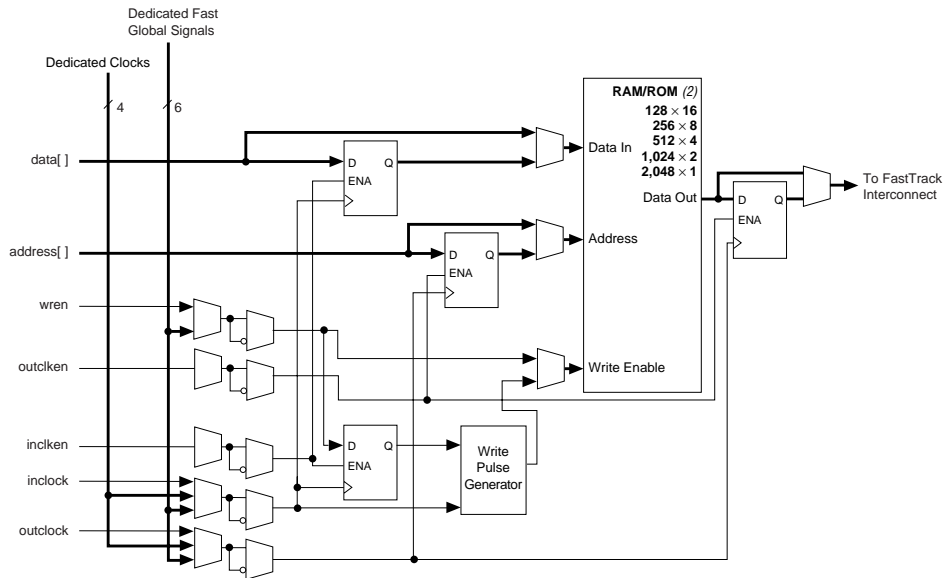 Dedicated Fast
Global Signals
Dedicated Clocks
4
6
RAM/ROM (2)
128 × 16
256 × 8
512 × 4
1,024 × 2
2,048 × 1
data[ ]
D Q
ENA
Data In
Data Out
D Q
ENA
To FastTrack
Interconnect
address[ ]
D Q
ENA
Address
wren
outclken
Write Enable
inclken
D Q
ENA
Write
Pulse
Generator
inclock
outclock